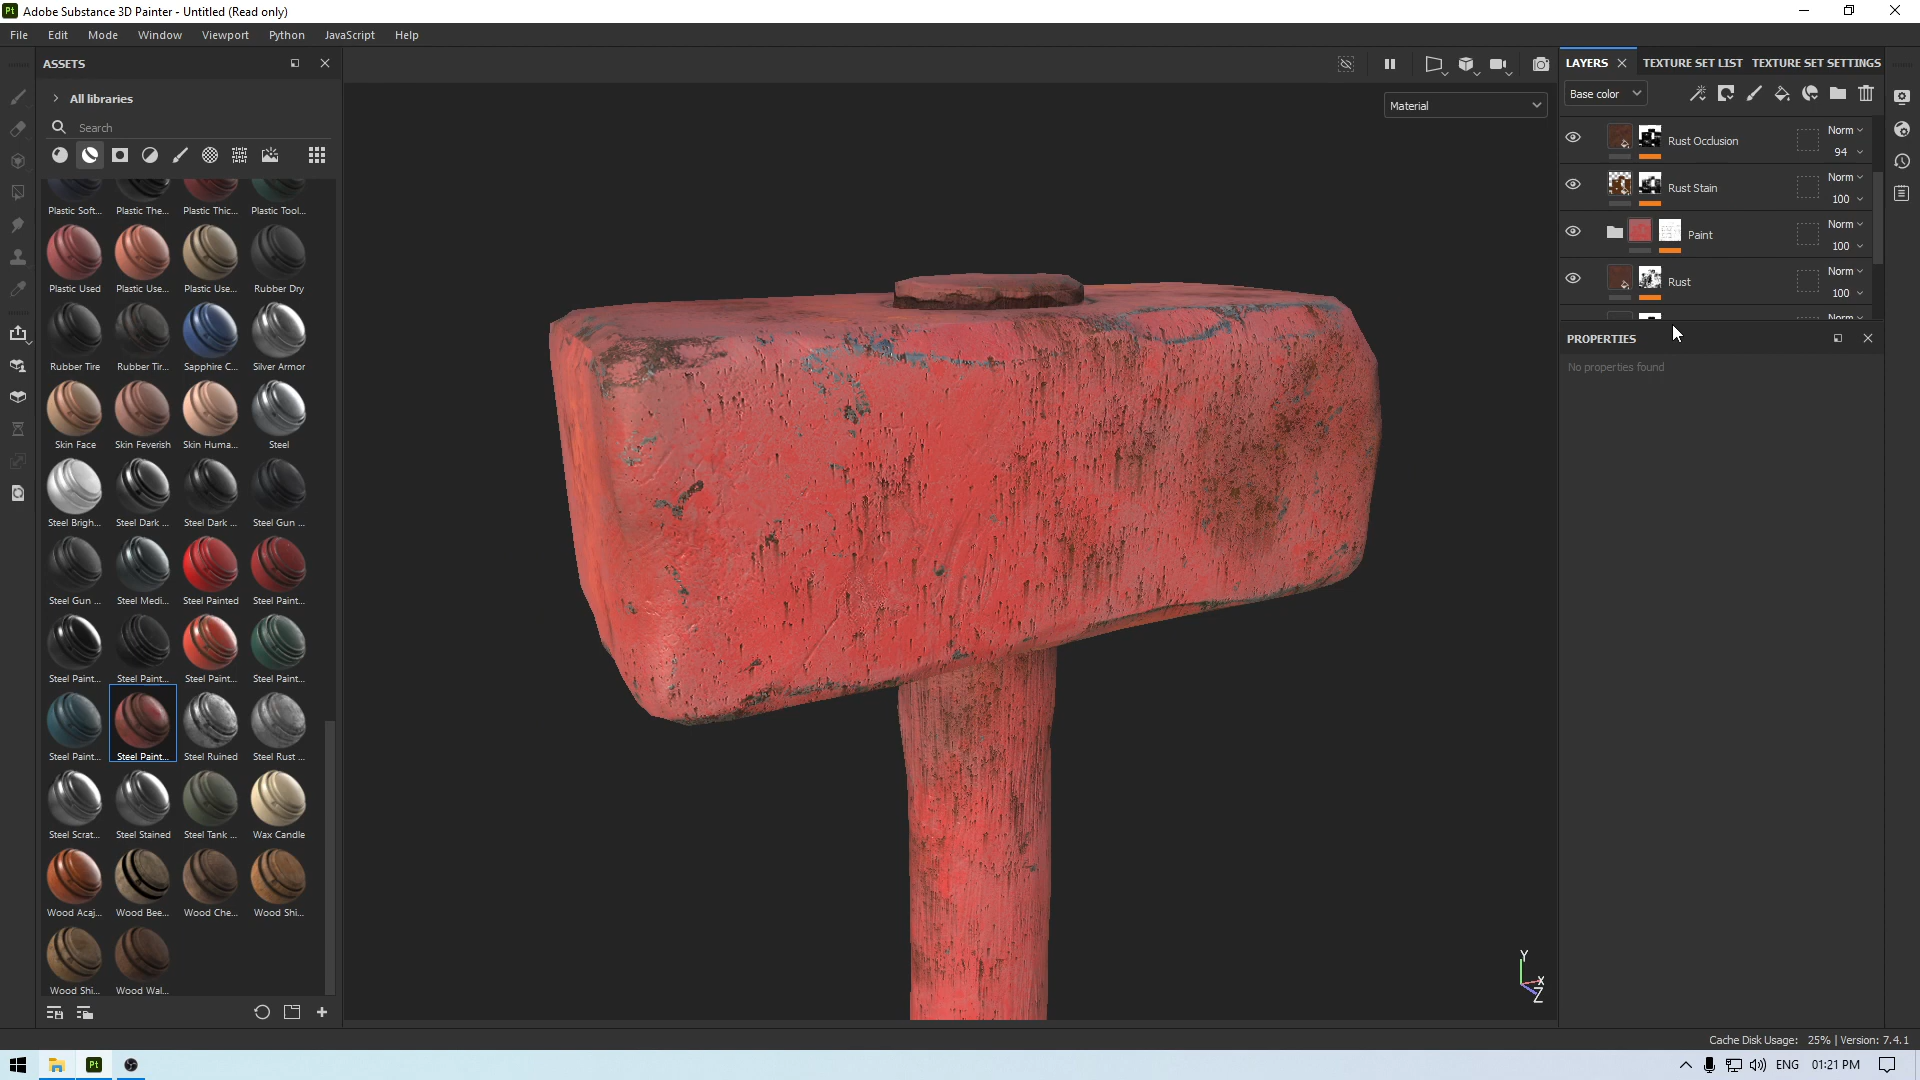 Pt Adobe Substance 3D Painter - Untitled (Read only)
File Edit Mode Window Viewport Python JavaScript Help
ASSETS
All libraries
Search
Plastic Soft... Plastic The... Plastic Thic... Plastic Tool...
Plastic Used Plastic Use... Plastic Use... Rubber Dry
Rubber Tire Rubber Tir... Sapphire C... Silver Armor
Skin Face Skin Feverish Skin Huma... Steel
Steel Brigh... Steel Dark ... Steel Dark ... Steel Gun ...
Steel Gun ... Steel Medi... Steel Painted Steel Paint...
Steel Paint... Steel Paint... Steel Paint... Steel Paint...
Steel Paint... Steel Paint... Steel Ruined Steel Rust ...
Steel Scrat... Steel Stained Steel Tank ... Wax Candle
Wood Acaj... Wood Bee... Wood Che... Wood Shi...
Wood Shi... Wood Wal...
Material
Y
X
Z
LAYERS TEXTURE SET LIST TEXTURE SET SETTINGS
Base color
Rust Occlusion Norm 94
Rust Stain Norm 100
Paint Norm 100
Rust Norm 100
Norm
PROPERTIES
No properties found
Cache Disk Usage: 25% | Version: 7.4.1
Pt
ENG 01:21 PM